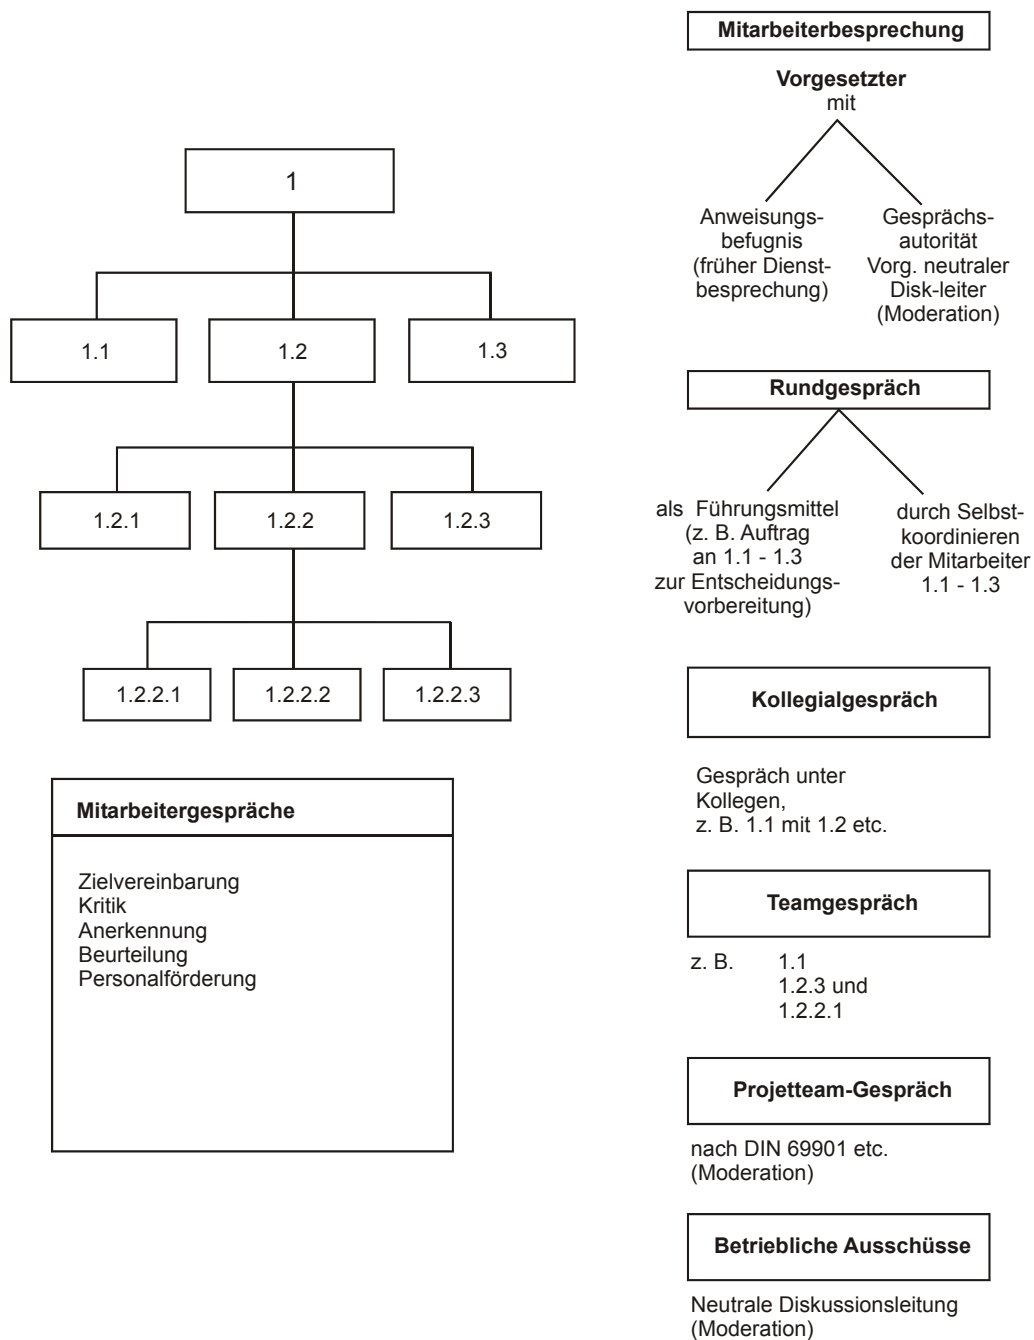 1
1.1
1.2
1.3
1.2.1
1.2.2
1.2.3
1.2.2.1
1.2.2.2
1.2.2.3
Mitarbeitergespräche
Zielvereinbarung
Kritik
Anerkennung
Beurteilung
Personalförderung
Mitarbeiterbesprechung
Vorgesetzter
mit
Anweisungs-
befugnis
(früher Dienst-
besprechung)
Gesprächs-
autorität
Vorg. neutraler
Disk-leiter
(Moderation)
Rundgespräch
als Führungsmittel
(z. B. Auftrag
an 1.1 - 1.3
zur Entscheidungs-
vorbereitung)
durch Selbst-
koordinieren
der Mitarbeiter
1.1 - 1.3
Kollegialgespräch
Gespräch unter
Kollegen,
z. B. 1.1 mit 1.2 etc.
Teamgespräch
z. B. 1.1
1.2.3 und
1.2.2.1
Projetteam-Gespräch
nach DIN 69901 etc.
(Moderation)
Betriebliche Ausschüsse
Neutrale Diskussionsleitung
(Moderation)